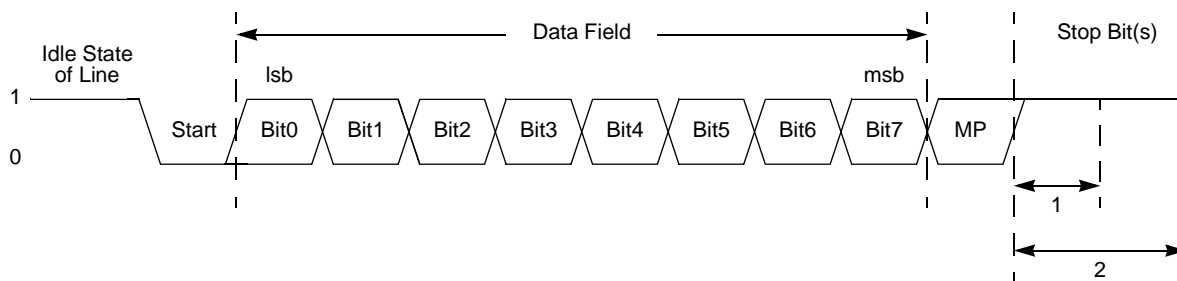 Data Field
Stop Bit(s)
Idle State
of Line
lsb
msb
1
Start
Bit0
Bit1
Bit2
Bit3
Bit4
Bit5
Bit6
Bit7
MP
0
1
2